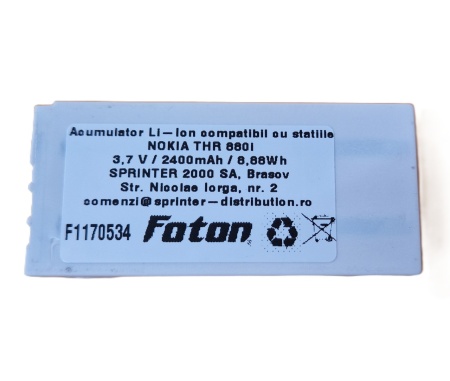 Acumulator Li-Ion compatibil cu statiile
NOKIA THR 880I
3,7 V / 2400mAh / 8,88Wh
SPRINTER 2000 SA, Brasov
Str. Nicolae Iorga, nr. 2
comenzi@sprinter-distribution.ro
F1170534 Foton